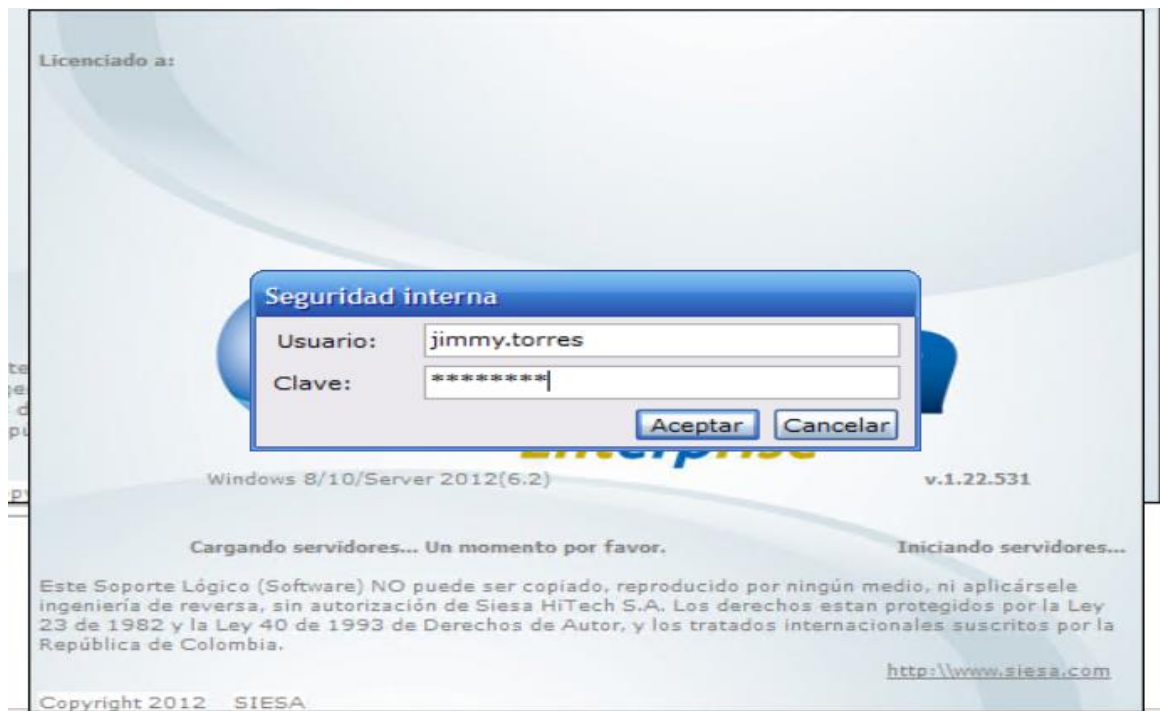 Licenciado a:
Seguridad interna
Usuario: jimmy.torres
Clave: ********
Aceptar Cancelar
Enterprise
Windows 8/10/Server 2012(6.2) v.1.22.531
Cargando servidores... Un momento por favor. Iniciando servidores...
Este Soporte Lógico (Software) NO puede ser copiado, reproducido por ningún medio, ni aplicársele
ingeniería de reversa, sin autorización de Siesa HiTech S.A. Los derechos estan protegidos por la Ley
23 de 1982 y la Ley 40 de 1993 de Derechos de Autor, y los tratados internacionales suscritos por la
República de Colombia.
http:\\www.siesa.com
Copyright 2012 SIESA